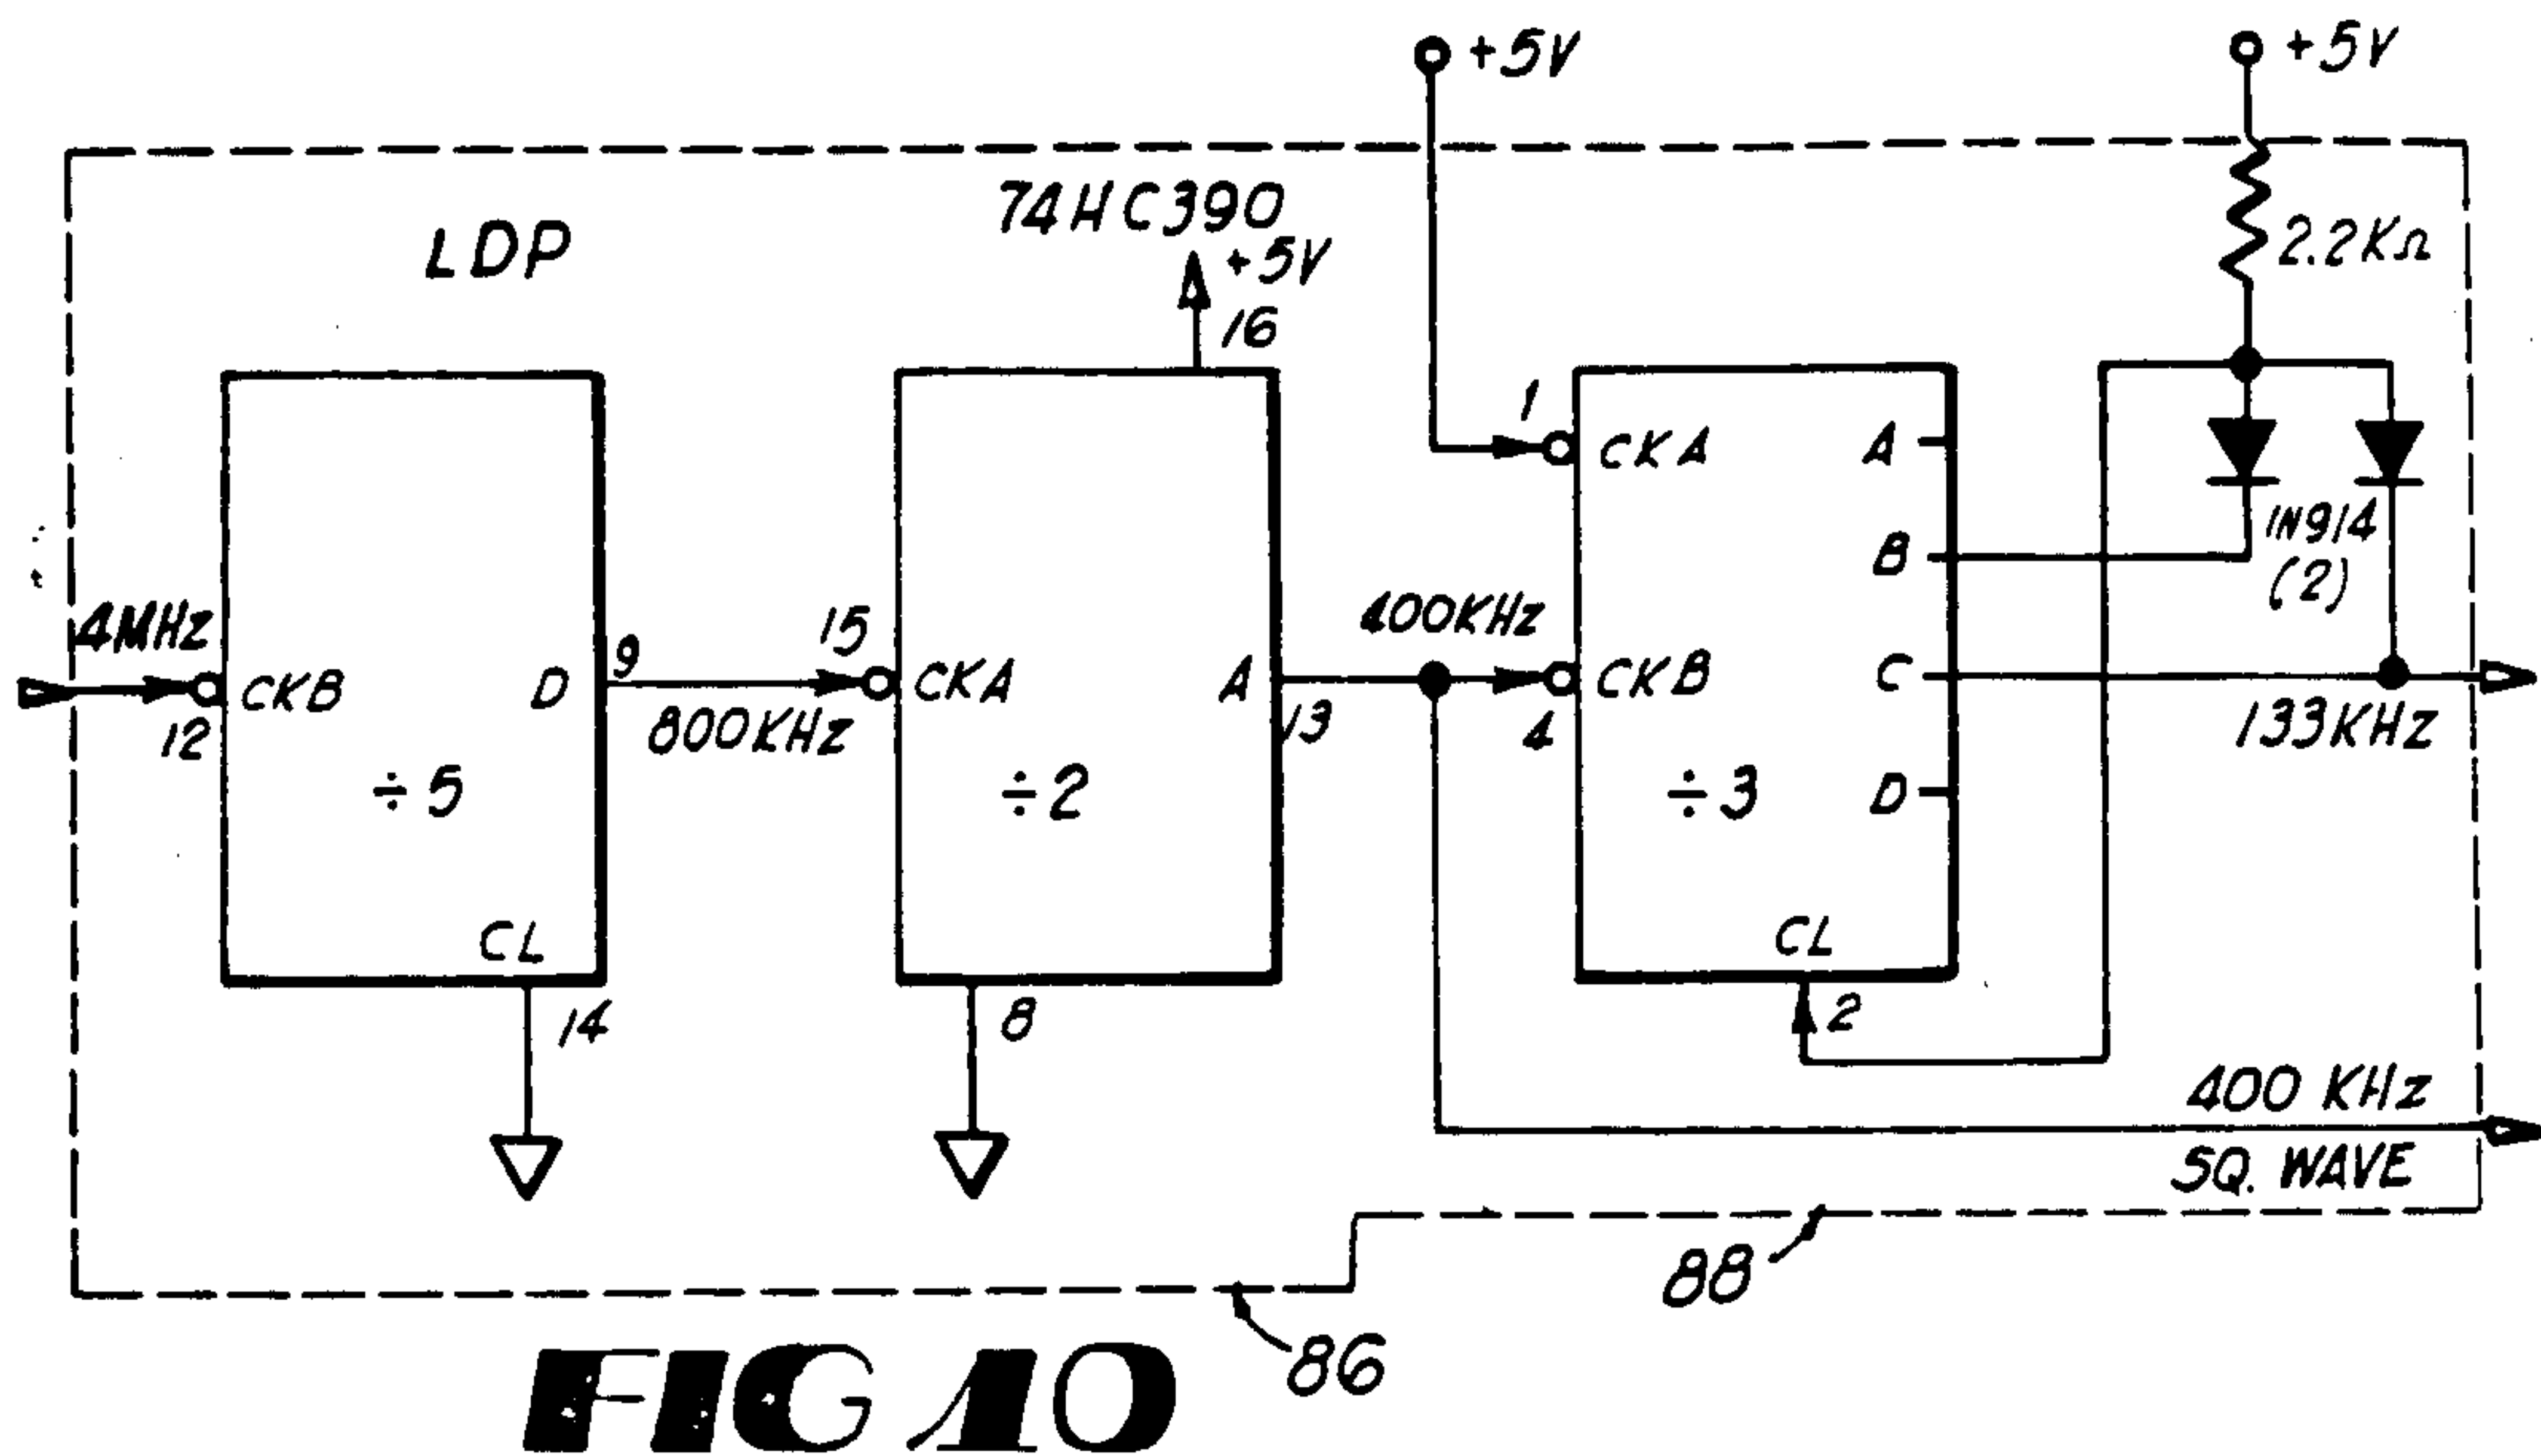 +5V
+5V
LDP
74HC390
+5V
16
2.2KΩ
1
CKA
A
1N914
(2)
B
4MHz
CKB
12
D
9
15
CKA
800KHz
A
13
400KHz
CKB
4
C
133KHz
÷5
÷2
÷3
D
CL
14
8
CL
2
400 KHz
SQ. WAVE
88
86
FIG 10